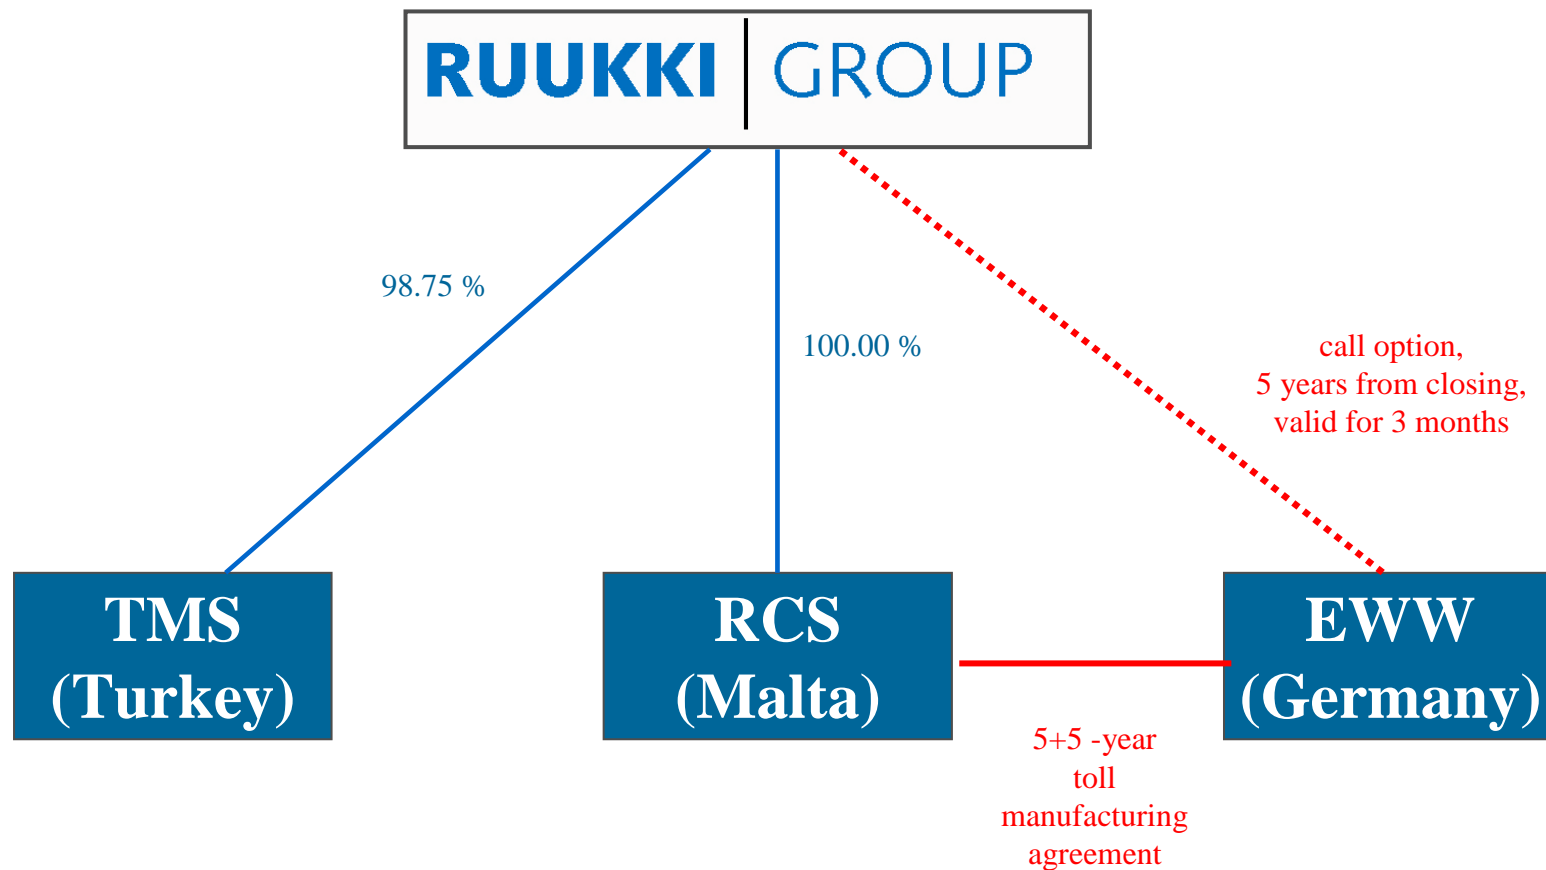 RUUKKI GROUP
98.75 %
100.00 %
call option,
5 years from closing,
valid for 3 months
TMS
(Turkey)
RCS
(Malta)
EWW
(Germany)
5+5 -year
toll
manufacturing
agreement